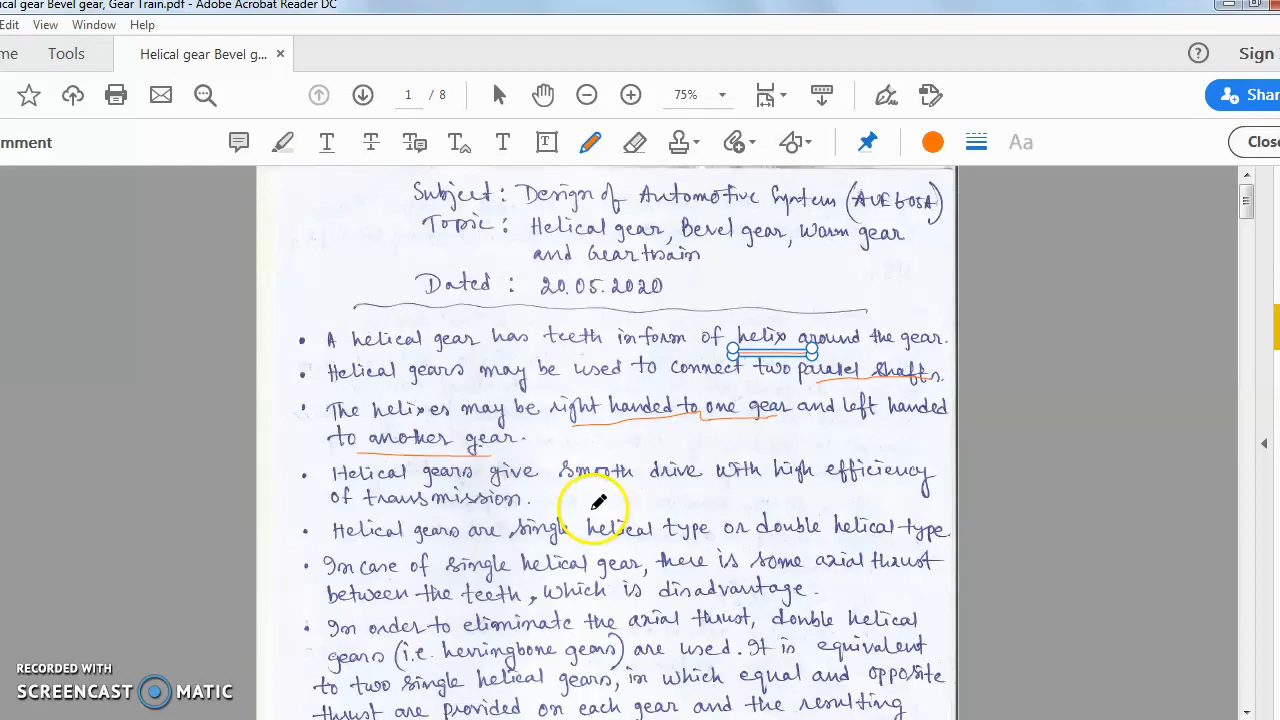 lical gear Bevel gear, Gear Train.pdf - Adobe Acrobat Reader DC
Edit View Window Help
me Tools Helical gear Bevel g... × Sign
1 / 8 75% Shar
mment Aa Close
Subject: Design of Automotive System
Topic: Helical gear, Bevel gear, Warm gear
and Gear train
Dated : 20.05.2020
• A helical gear has teeth in form of helix around the gear.
• Helical gears may be used to connect two parallel shafts.
• The helixes may be right handed to one gear and left handed
to another gear.
• Helical gears give smooth drive with high efficiency
of transmission.
• Helical gears are single helical type or double helical type.
• In case of single helical gear, there is some axial thrust
between the teeth, which is disadvantage.
• In order to eliminate the axial thrust, double helical
gears (i.e. herringbone gears) are used. It is equivalent
to two single helical gears, in which equal and opposite
thrust are provided on each gear and the resulting
RECORDED WITH
SCREENCAST MATIC